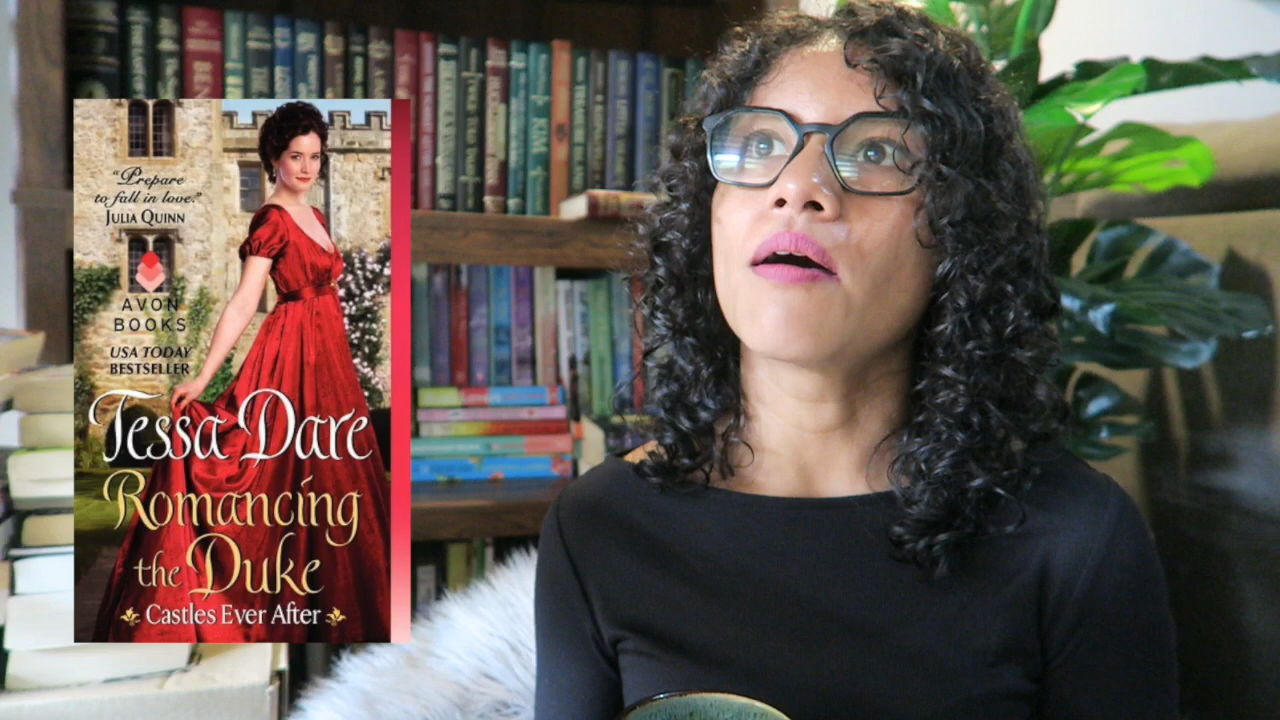 "Prepare
to fall in love."
JULIA QUINN
AVON
BOOKS
USA TODAY
BESTSELLER
Tessa Dare
Romancing
the Duke
Castles Ever After